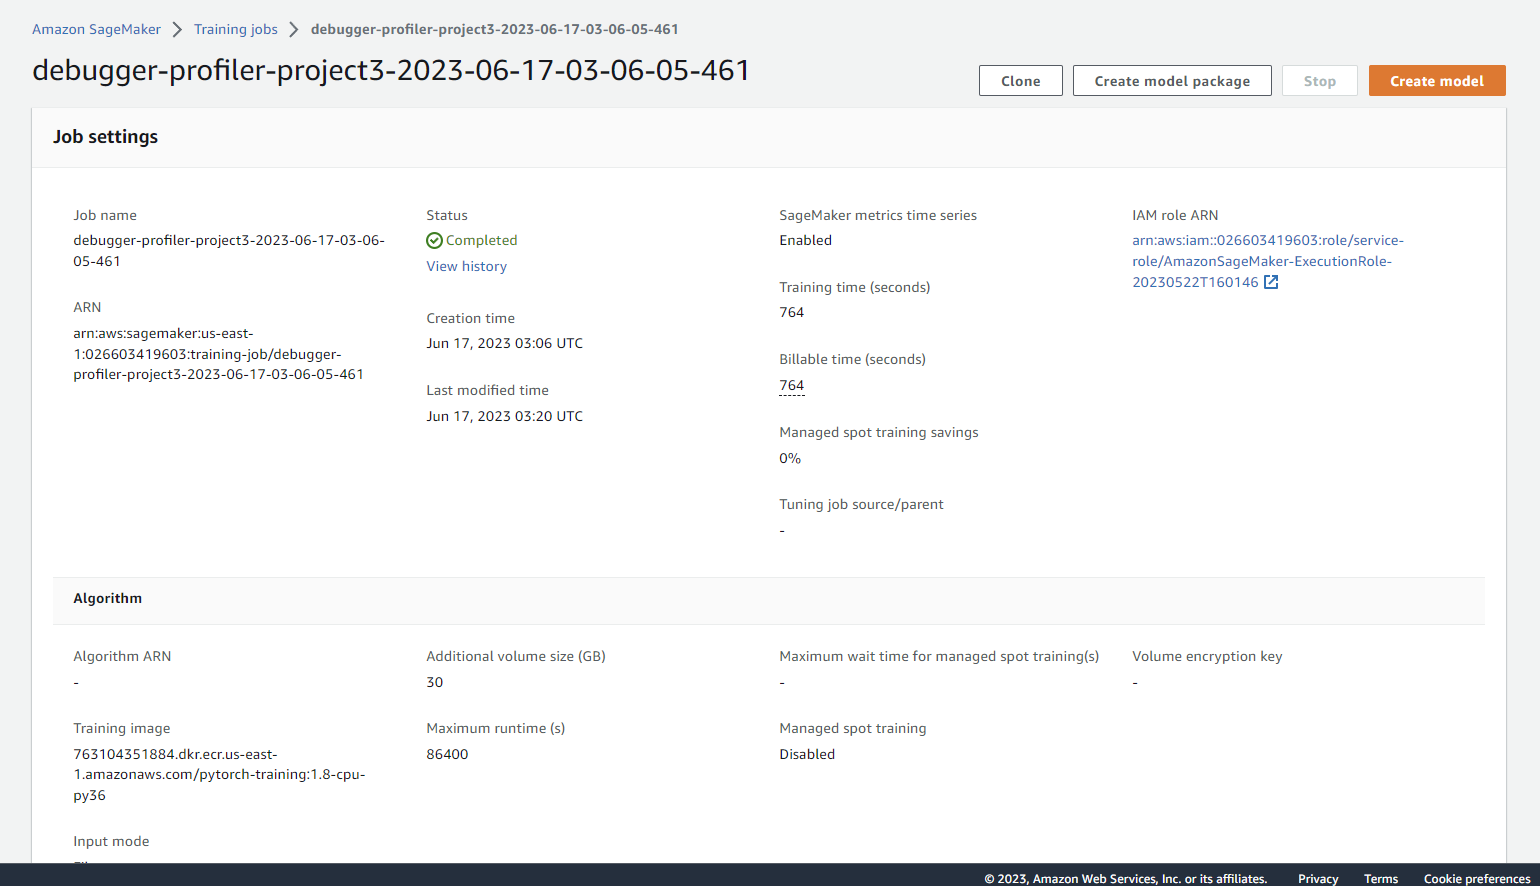 Amazon SageMaker > Training jobs > debugger-profiler-project3-2023-06-17-03-06-05-461
debugger-profiler-project3-2023-06-17-03-06-05-461
Clone
Create model package
Stop
Create model
Job settings
Job name
debugger-profiler-project3-2023-06-17-03-06-
05-461
ARN
arn:aws:sagemaker:us-east-
1:026603419603:training-job/debugger-
profiler-project3-2023-06-17-03-06-05-461
Status
Completed
View history
Creation time
Jun 17, 2023 03:06 UTC
Last modified time
Jun 17, 2023 03:20 UTC
SageMaker metrics time series
Enabled
Training time (seconds)
764
Billable time (seconds)
764
Managed spot training savings
0%
Tuning job source/parent
-
IAM role ARN
arn:aws:iam::026603419603:role/service-
role/AmazonSageMaker-ExecutionRole-
20230522T160146
Algorithm
Algorithm ARN
-
Training image
763104351884.dkr.ecr.us-east-
1.amazonaws.com/pytorch-training:1.8-cpu-
py36
Input mode
Additional volume size (GB)
30
Maximum runtime (s)
86400
Maximum wait time for managed spot training(s)
-
Managed spot training
Disabled
Volume encryption key
-
© 2023, Amazon Web Services, Inc. or its affiliates.
Privacy
Terms
Cookie preferences